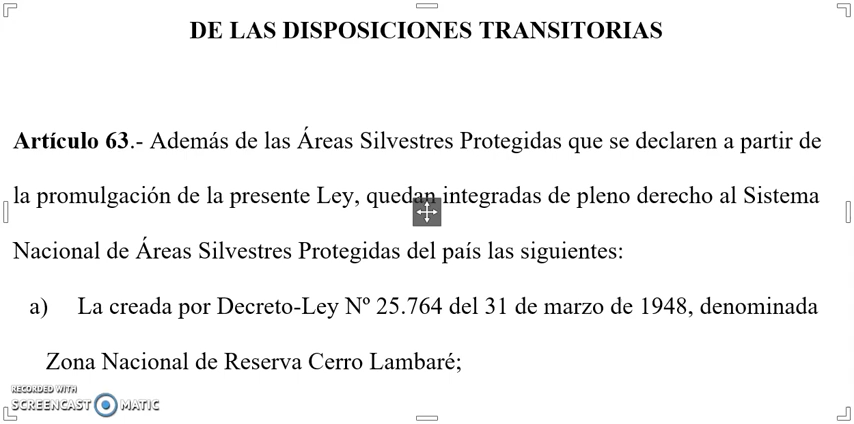 DE LAS DISPOSICIONES TRANSITORIAS
Artículo 63.- Además de las Áreas Silvestres Protegidas que se declaren a partir de
la promulgación de la presente Ley, quedan integradas de pleno derecho al Sistema
Nacional de Áreas Silvestres Protegidas del país las siguientes:
a) La creada por Decreto-Ley Nº 25.764 del 31 de marzo de 1948, denominada
Zona Nacional de Reserva Cerro Lambaré;
RECORDED WITH
SCREENCAST MATIC